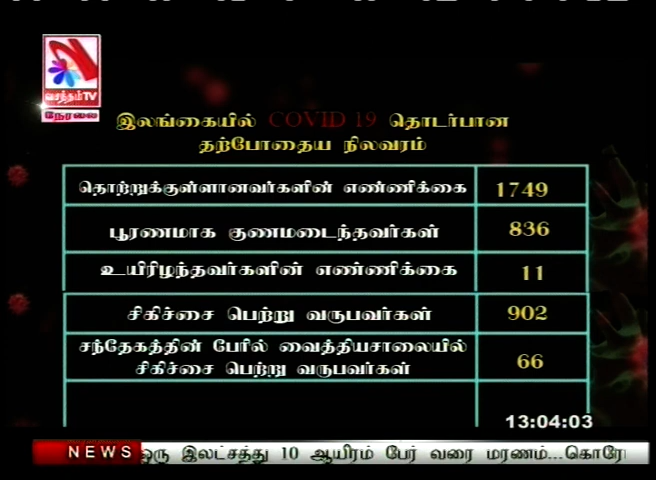 வசந்தம்TV
நேரலை
இலங்கையில் COVID 19 தொடர்பான
தற்போதைய நிலவரம்
தொற்றுக்குள்ளானவர்களின் எண்ணிக்கை 1749
பூரணமாக குணமடைந்தவர்கள் 836
உயிரிழந்தவர்களின் எண்ணிக்கை 11
சிகிச்சை பெற்று வருபவர்கள் 902
சந்தேகத்தின் பேரில் வைத்தியசாலையில்
சிகிச்சை பெற்று வருபவர்கள் 66
13:04:03
NEWS ஒரு இலட்சத்து 10 ஆயிரம் பேர் வரை மரணம்...கொரோ